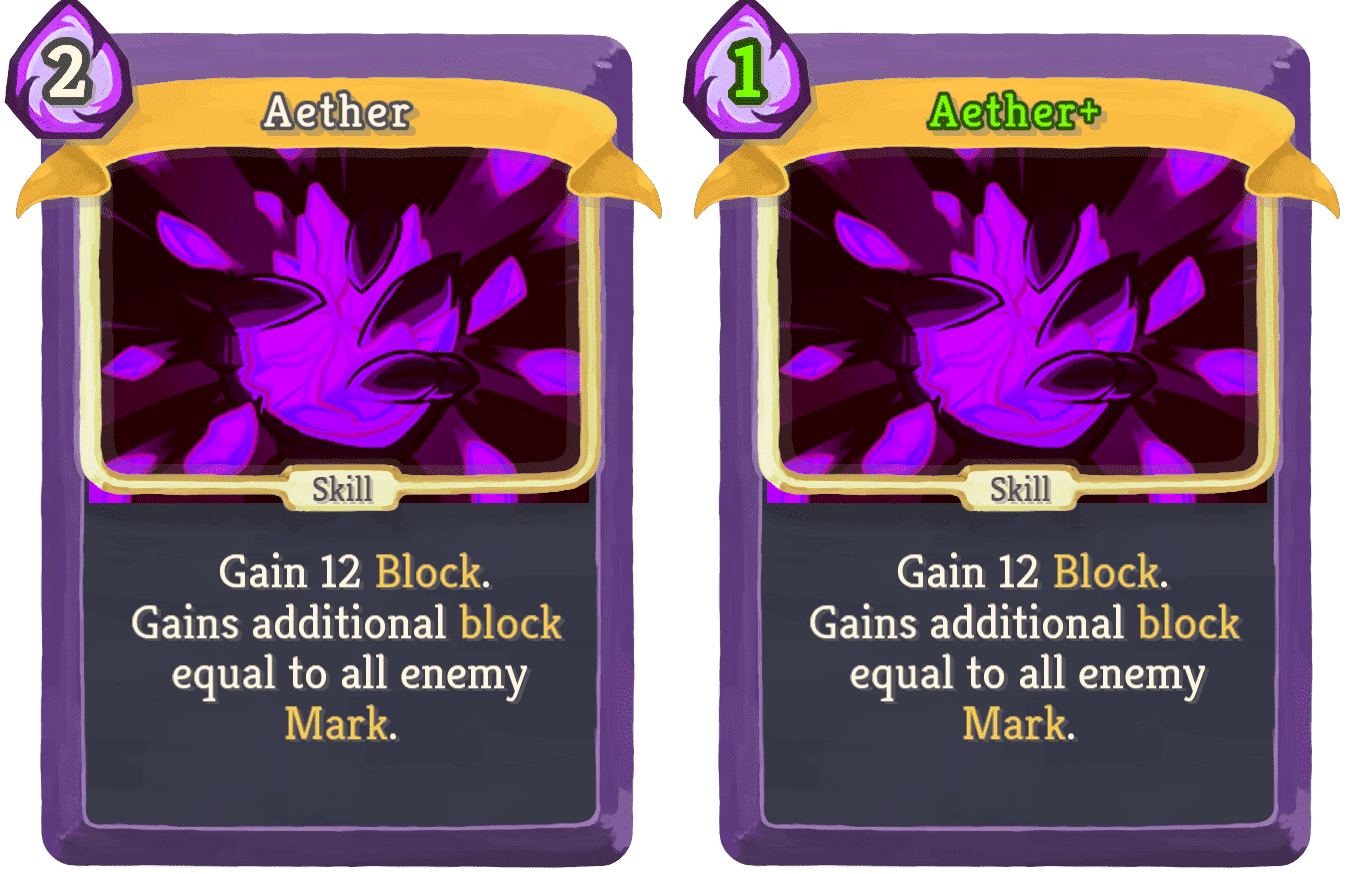 2
Aether
Skill
Gain 12 Block.
Gains additional block
equal to all enemy
Mark.
1
Aether+
Skill
Gain 12 Block.
Gains additional block
equal to all enemy
Mark.